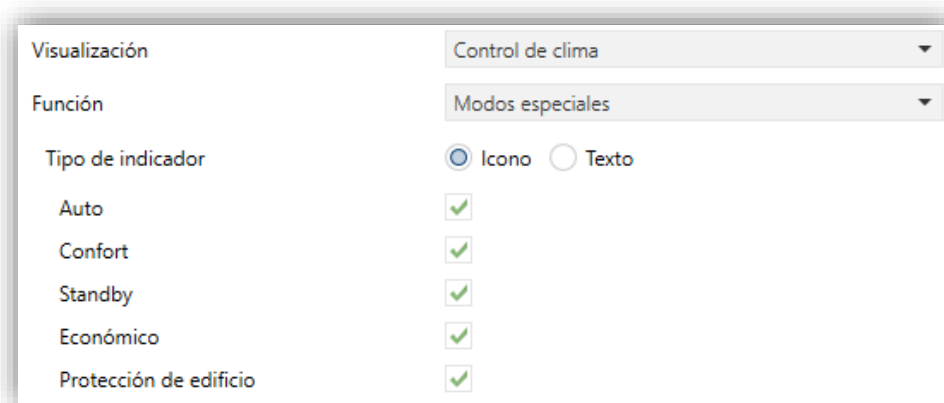 Visualización Control de clima
Función Modos especiales
Tipo de indicador Icono Texto
Auto
Confort
Standby
Económico
Protección de edificio